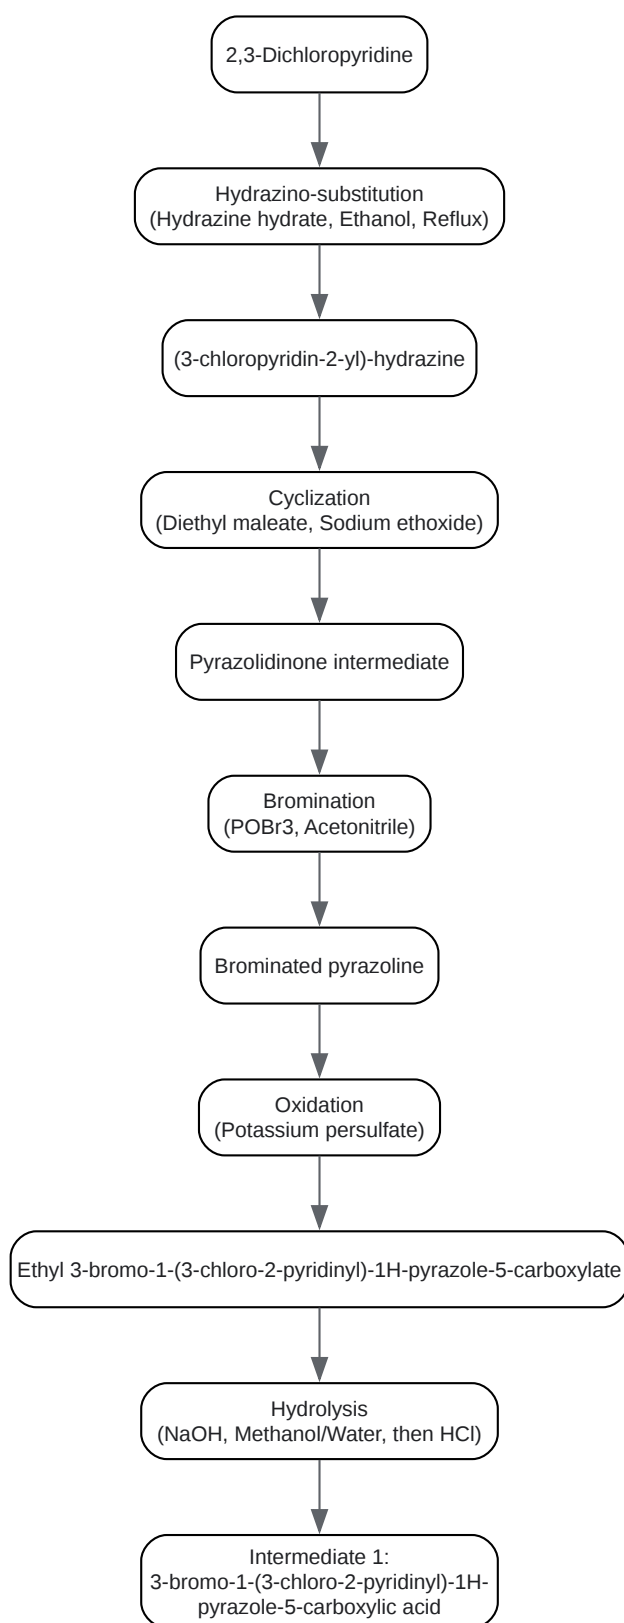 2,3-Dichloropyridine
Hydrazino-substitution
(Hydrazine hydrate, Ethanol, Reflux)
(3-chloropyridin-2-yl)-hydrazine
Cyclization
(Diethyl maleate, Sodium ethoxide)
Pyrazolidinone intermediate
Bromination
(POBr3, Acetonitrile)
Brominated pyrazoline
Oxidation
(Potassium persulfate)
Ethyl 3-bromo-1-(3-chloro-2-pyridinyl)-1H-pyrazole-5-carboxylate
Hydrolysis
(NaOH, Methanol/Water, then HCl)
Intermediate 1:
3-bromo-1-(3-chloro-2-pyridinyl)-1H-
pyrazole-5-carboxylic acid